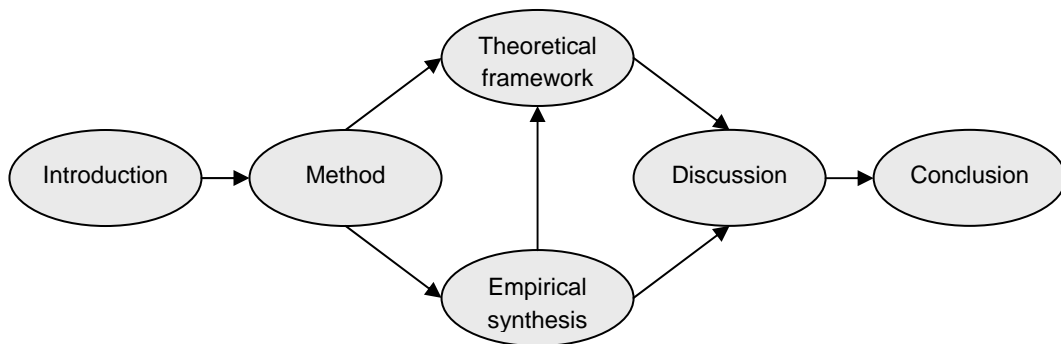 Theoretical
framework
Introduction
Method
Discussion
Conclusion
Empirical
synthesis